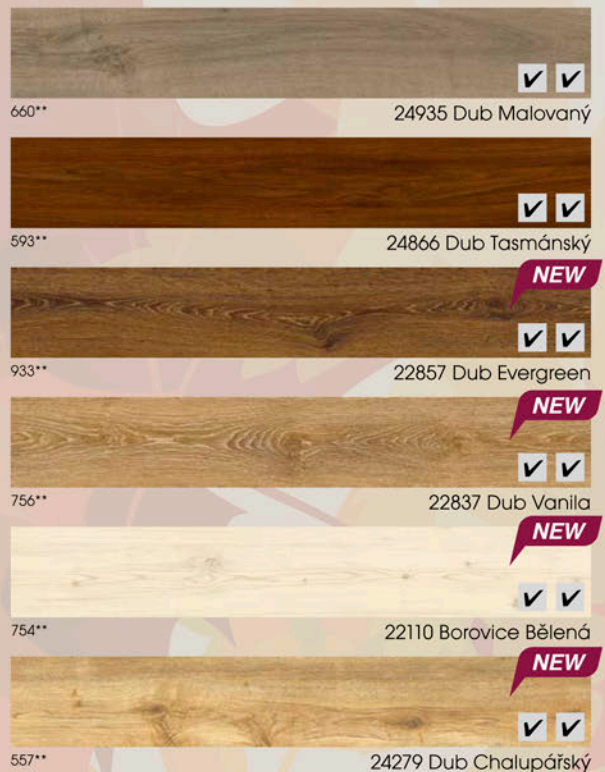 660**
24935 Dub Malovaný
593**
24866 Dub Tasmánský
NEW
933**
22857 Dub Evergreen
NEW
756**
22837 Dub Vanila
NEW
754**
22110 Borovice Bělená
NEW
557**
24279 Dub Chalupářský